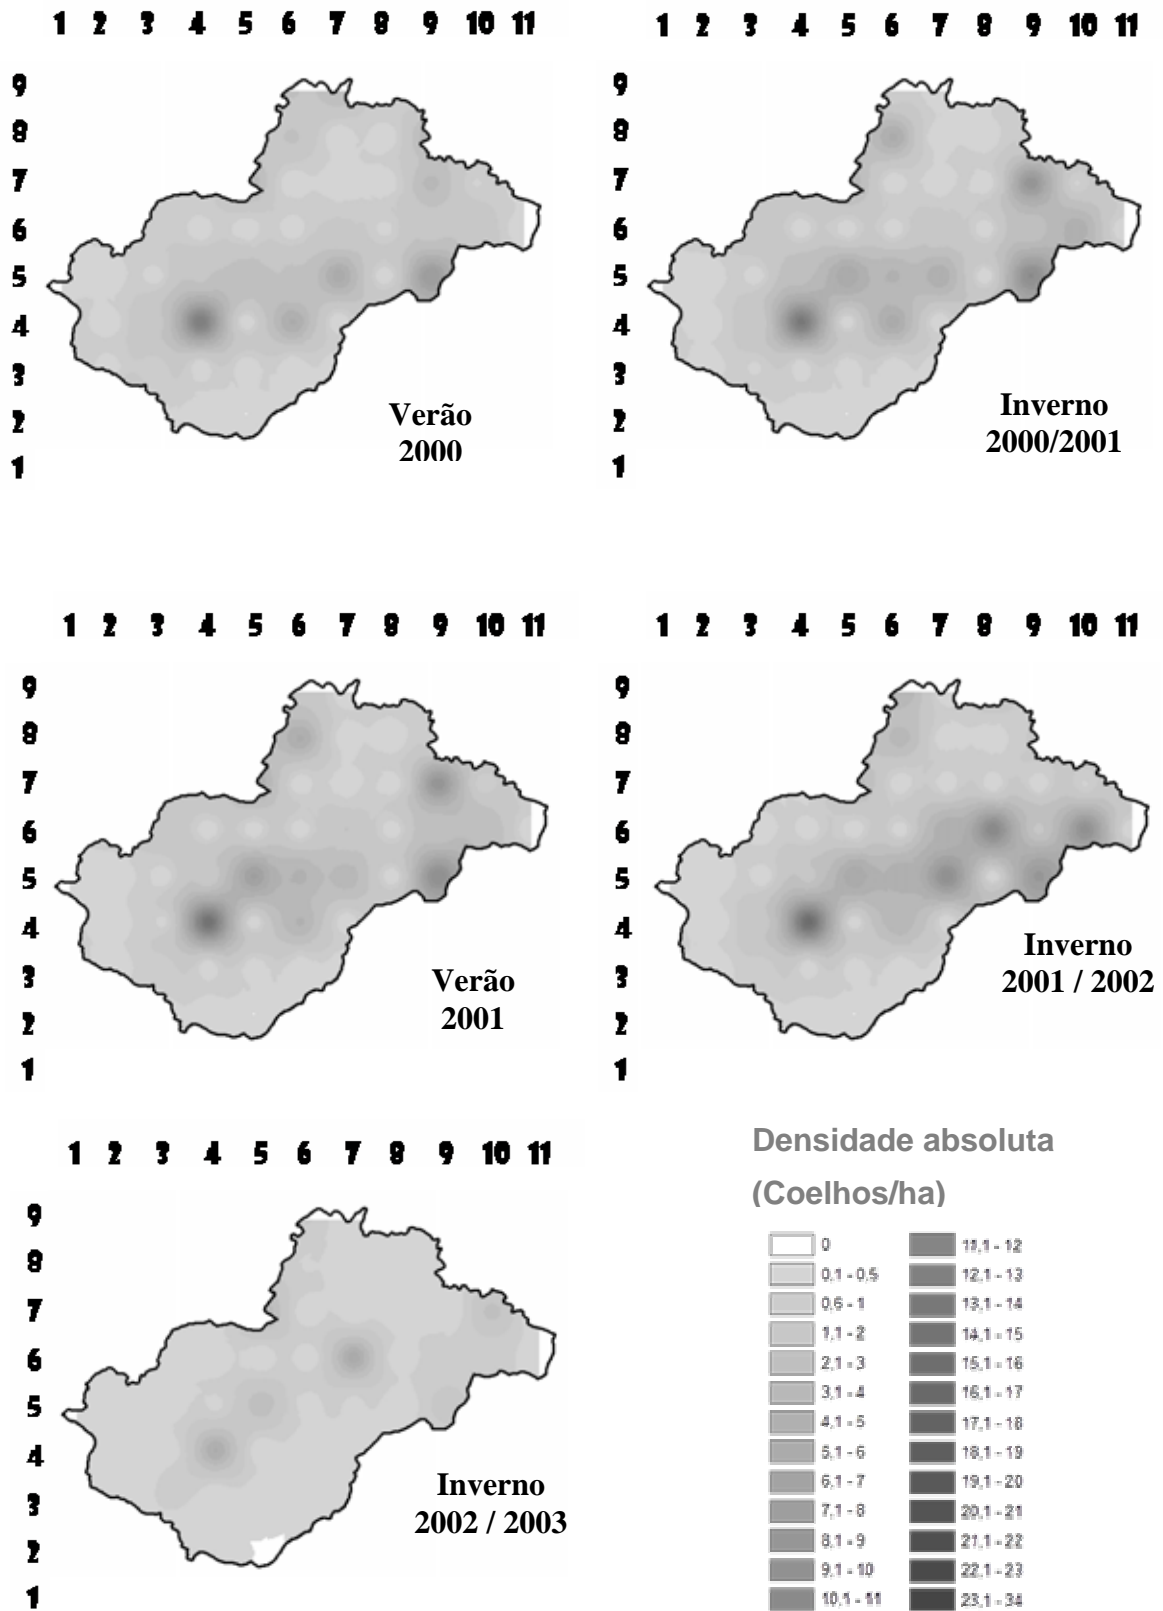 1 2 3 4 5 6 7 8 9 10 11
9
8
7
6
5
4
3
2
1
Verão
2000
1 2 3 4 5 6 7 8 9 10 11
9
8
7
6
5
4
3
2
1
Inverno
2000/2001
1 2 3 4 5 6 7 8 9 10 11
9
8
7
6
5
4
3
2
1
Verão
2001
1 2 3 4 5 6 7 8 9 10 11
9
8
7
6
5
4
3
2
1
Inverno
2001 / 2002
1 2 3 4 5 6 7 8 9 10 11
9
8
7
6
5
4
3
2
1
Inverno
2002 / 2003
Densidade absoluta
(Coelhos/ha)
0
0,1 - 0,5
0,6 - 1
1,1 - 2
2,1 - 3
3,1 - 4
4,1 - 5
5,1 - 6
6,1 - 7
7,1 - 8
8,1 - 9
9,1 - 10
10,1 - 11
11,1 - 12
12,1 - 13
13,1 - 14
14,1 - 15
15,1 - 16
16,1 - 17
17,1 - 18
18,1 - 19
19,1 - 20
20,1 - 21
21,1 - 22
22,1 - 23
23,1 - 34